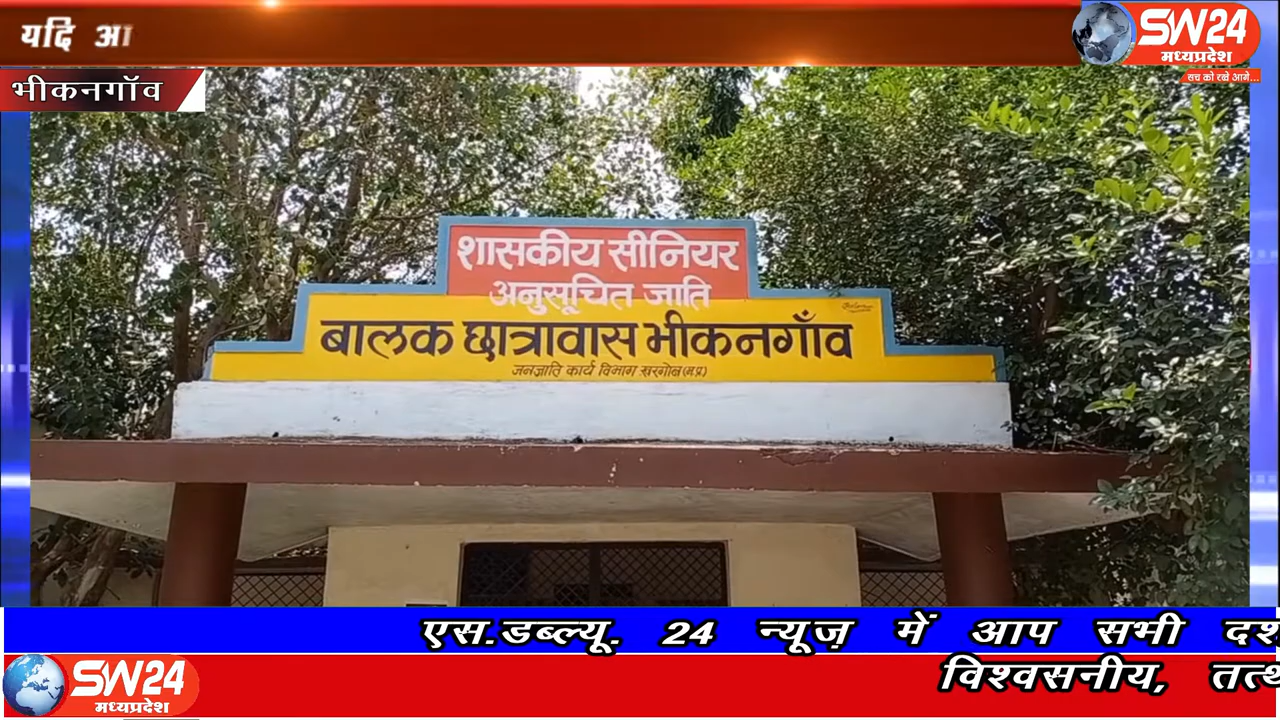 यदि आ
SW24
मध्यप्रदेश
सच को रखे आगे...
भीकनगॉव
शासकीय सीनियर
अनुसूचित जाति
बालक छात्रावास भीकनगाँव
जनजाति कार्य विभाग खरगोन (म.प्र.)
एस.डब्ल्यू. 24 न्यूज़ में आप सभी दश
विश्वसनीय, तत्थ
SW24
मध्यप्रदेश